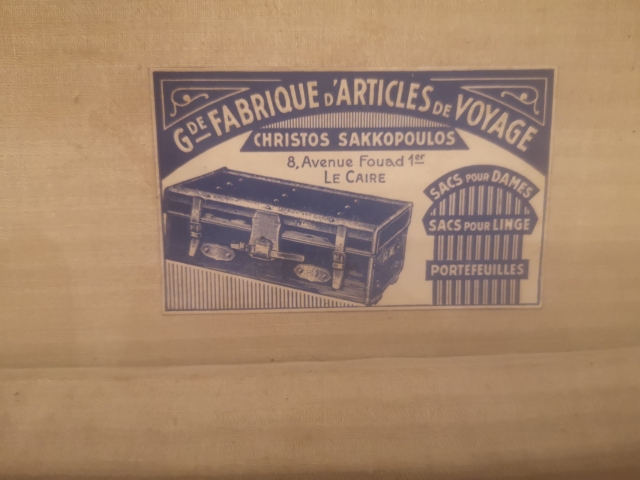 Gde FABRIQUE D'ARTICLES DE VOYAGE
CHRISTOS SAKKOPOULOS
8, Avenue Fouad 1er
LE CAIRE
SACS POUR DAMES
SACS POUR LINGE
PORTEFEUILLES